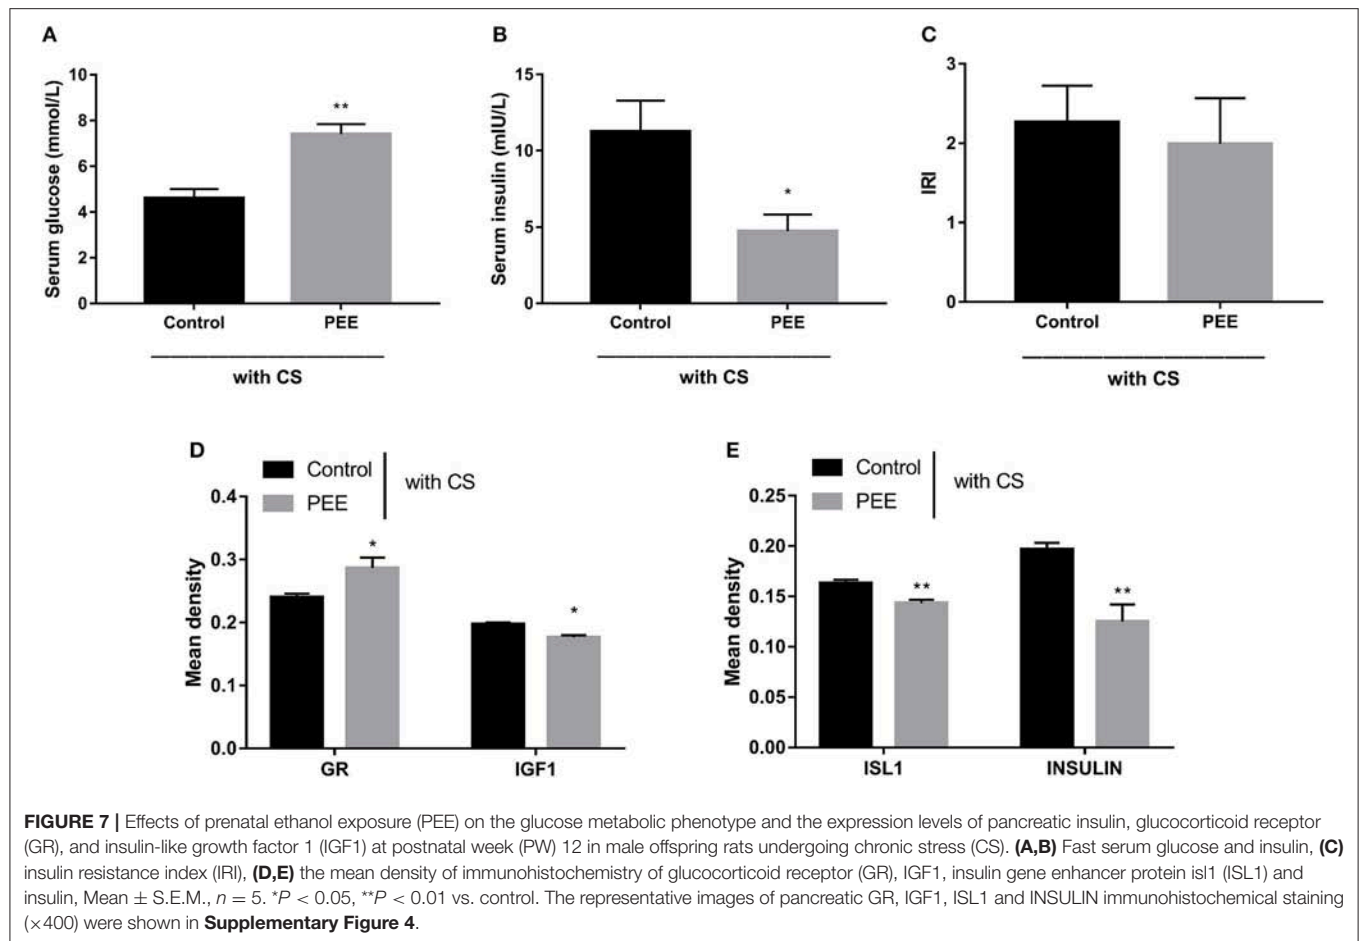 A
Serum glucose (mmol/L)
10
8
6
4
2
0
**
Control PEE
with CS
B
Serum insulin (mIU/L)
15
10
5
0
*
Control PEE
with CS
C
IRI
3
2
1
0
Control PEE
with CS
D
Control
PEE
with CS
Mean density
0.4
0.3
0.2
0.1
0.0
*
*
GR IGF1
E
Control
PEE
with CS
Mean density
0.25
0.20
0.15
0.10
0.05
0.00
**
**
ISL1 INSULIN
FIGURE 7 | Effects of prenatal ethanol exposure (PEE) on the glucose metabolic phenotype and the expression levels of pancreatic insulin, glucocorticoid receptor
(GR), and insulin-like growth factor 1 (IGF1) at postnatal week (PW) 12 in male offspring rats undergoing chronic stress (CS). (A,B) Fast serum glucose and insulin, (C)
insulin resistance index (IRI), (D,E) the mean density of immunohistochemistry of glucocorticoid receptor (GR), IGF1, insulin gene enhancer protein isl1 (ISL1) and
insulin, Mean ± S.E.M., n = 5. *P < 0.05, **P < 0.01 vs. control. The representative images of pancreatic GR, IGF1, ISL1 and INSULIN immunohistochemical staining
(×400) were shown in Supplementary Figure 4.